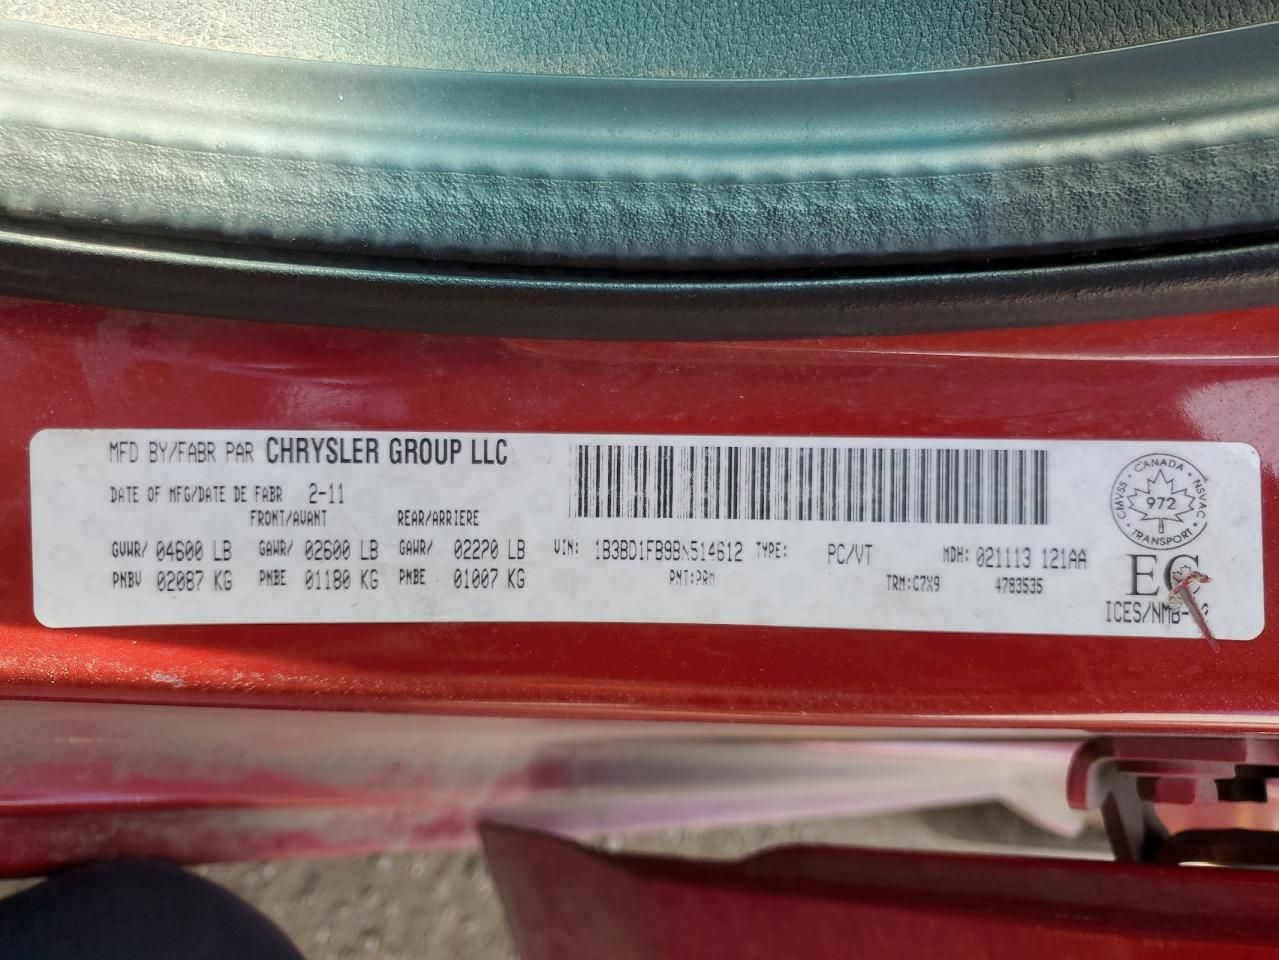 MFD BY/FABR PAR CHRYSLER GROUP LLC
DATE OF MFG/DATE DE FABR 2-11
FRONT/AVANT REAR/ARRIERE
GVWR/ 04600 LB GAWR/ 02600 LB GAWR/ 02220 LB
PNBV 02087 KG PNBE 01180 KG PNBE 01007 KG
VIN: 1B3BD1FB9BN514612 TYPE: PC/VT MDH: 021113 121AA
PNT:PRM TRM:C7X9 4783535
CANADA
CMVSS NSVAC
972
TRANSPORT
EC